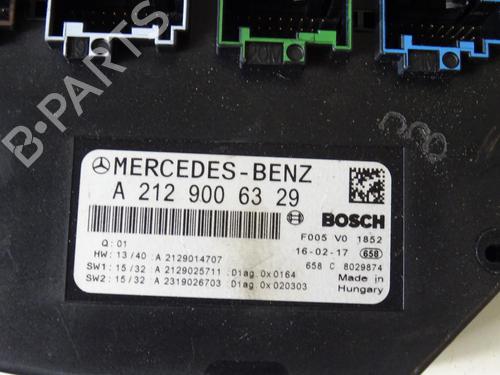 B-PARTS
MERCEDES-BENZ
A 212 900 63 29
BOSCH
Q: 01
F005 V0 1852
HW: 13/40 :A 2129014707
16-02-17 658
SW1: 15/32 :A 2129025711 :Diag.0x0164
658 C 8029874
SW2: 15/32 :A 2319026703 :Diag.0x020303
Made in
Hungary